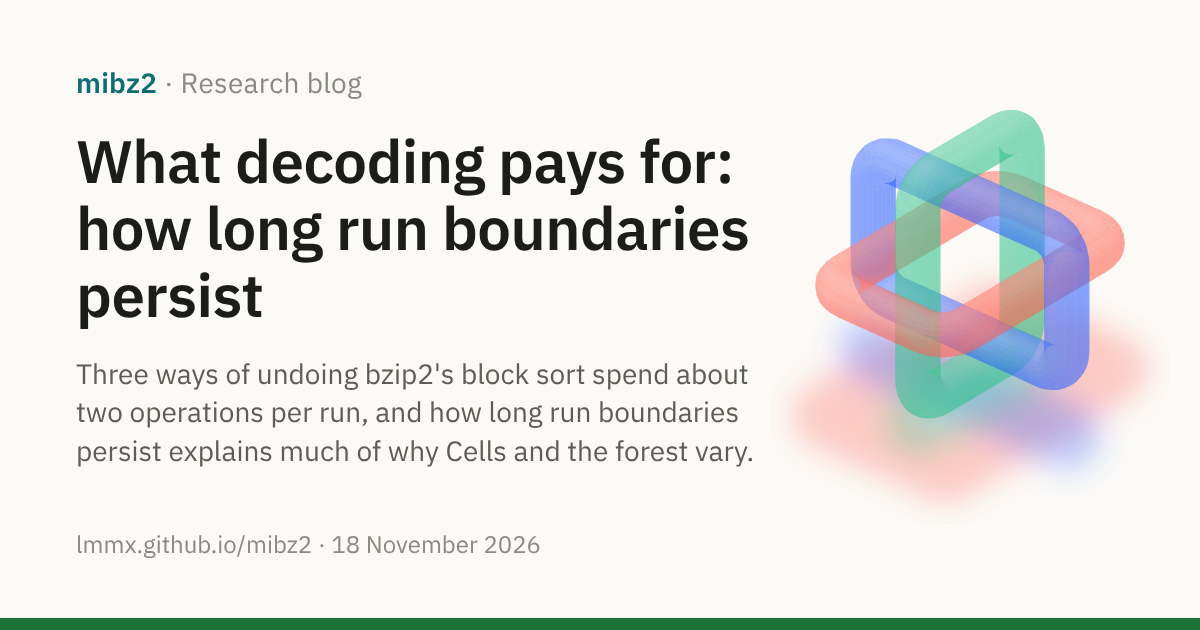 mibz2 · Research blog
What decoding pays for:
how long run boundaries
persist
Three ways of undoing bzip2's block sort spend about
two operations per run, and how long run boundaries
persist explains much of why Cells and the forest vary.
lmmx.github.io/mibz2 · 18 November 2026